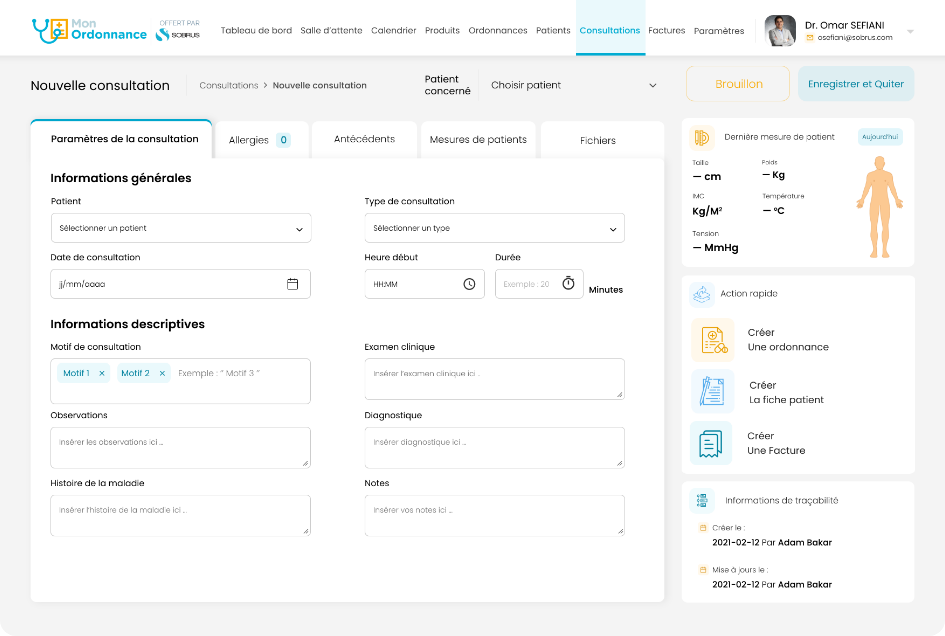 Mon
Ordonnance
OFFERT PAR
SOBRUS
Tableau de bord
Salle d'attente
Calendrier
Produits
Ordonnances
Patients
Consultations
Factures
Paramètres
Dr. Omar SEFIANI
osefiani@sobrus.com
Nouvelle consultation
Consultations > Nouvelle consultation
Patient
concerné
Choisir patient
Brouillon
Enregistrer et Quiter
Paramètres de la consultation
Allergies 0
Antécédents
Mesures de patients
Fichiers
Informations générales
Patient
Sélectionner un patient
Type de consultation
Sélectionner un type
Date de consultation
jj/mm/aaaa
Heure début
HH:MM
Durée
Exemple : 20
Minutes
Informations descriptives
Motif de consultation
Motif 1 ×
Motif 2 ×
Exemple : " Motif 3 "
Examen clinique
Insérer l'examen clinique ici ...
Observations
Insérer les observations ici ...
Diagnostique
Insérer diagnostique ici ...
Histoire de la maladie
Insérer l'histoire de la maladie ici ...
Notes
Insérer vos notes ici ...
Dernière mesure de patient
Aujourd'hui
Taille
— cm
Poids
— Kg
IMC
Kg/M²
Température
— °C
Tension
— MmHg
Action rapide
Créer
Une ordonnance
Créer
La fiche patient
Créer
Une Facture
Informations de traçabilité
Créer le :
2021-02-12 Par Adam Bakar
Mise à jours le :
2021-02-12 Par Adam Bakar